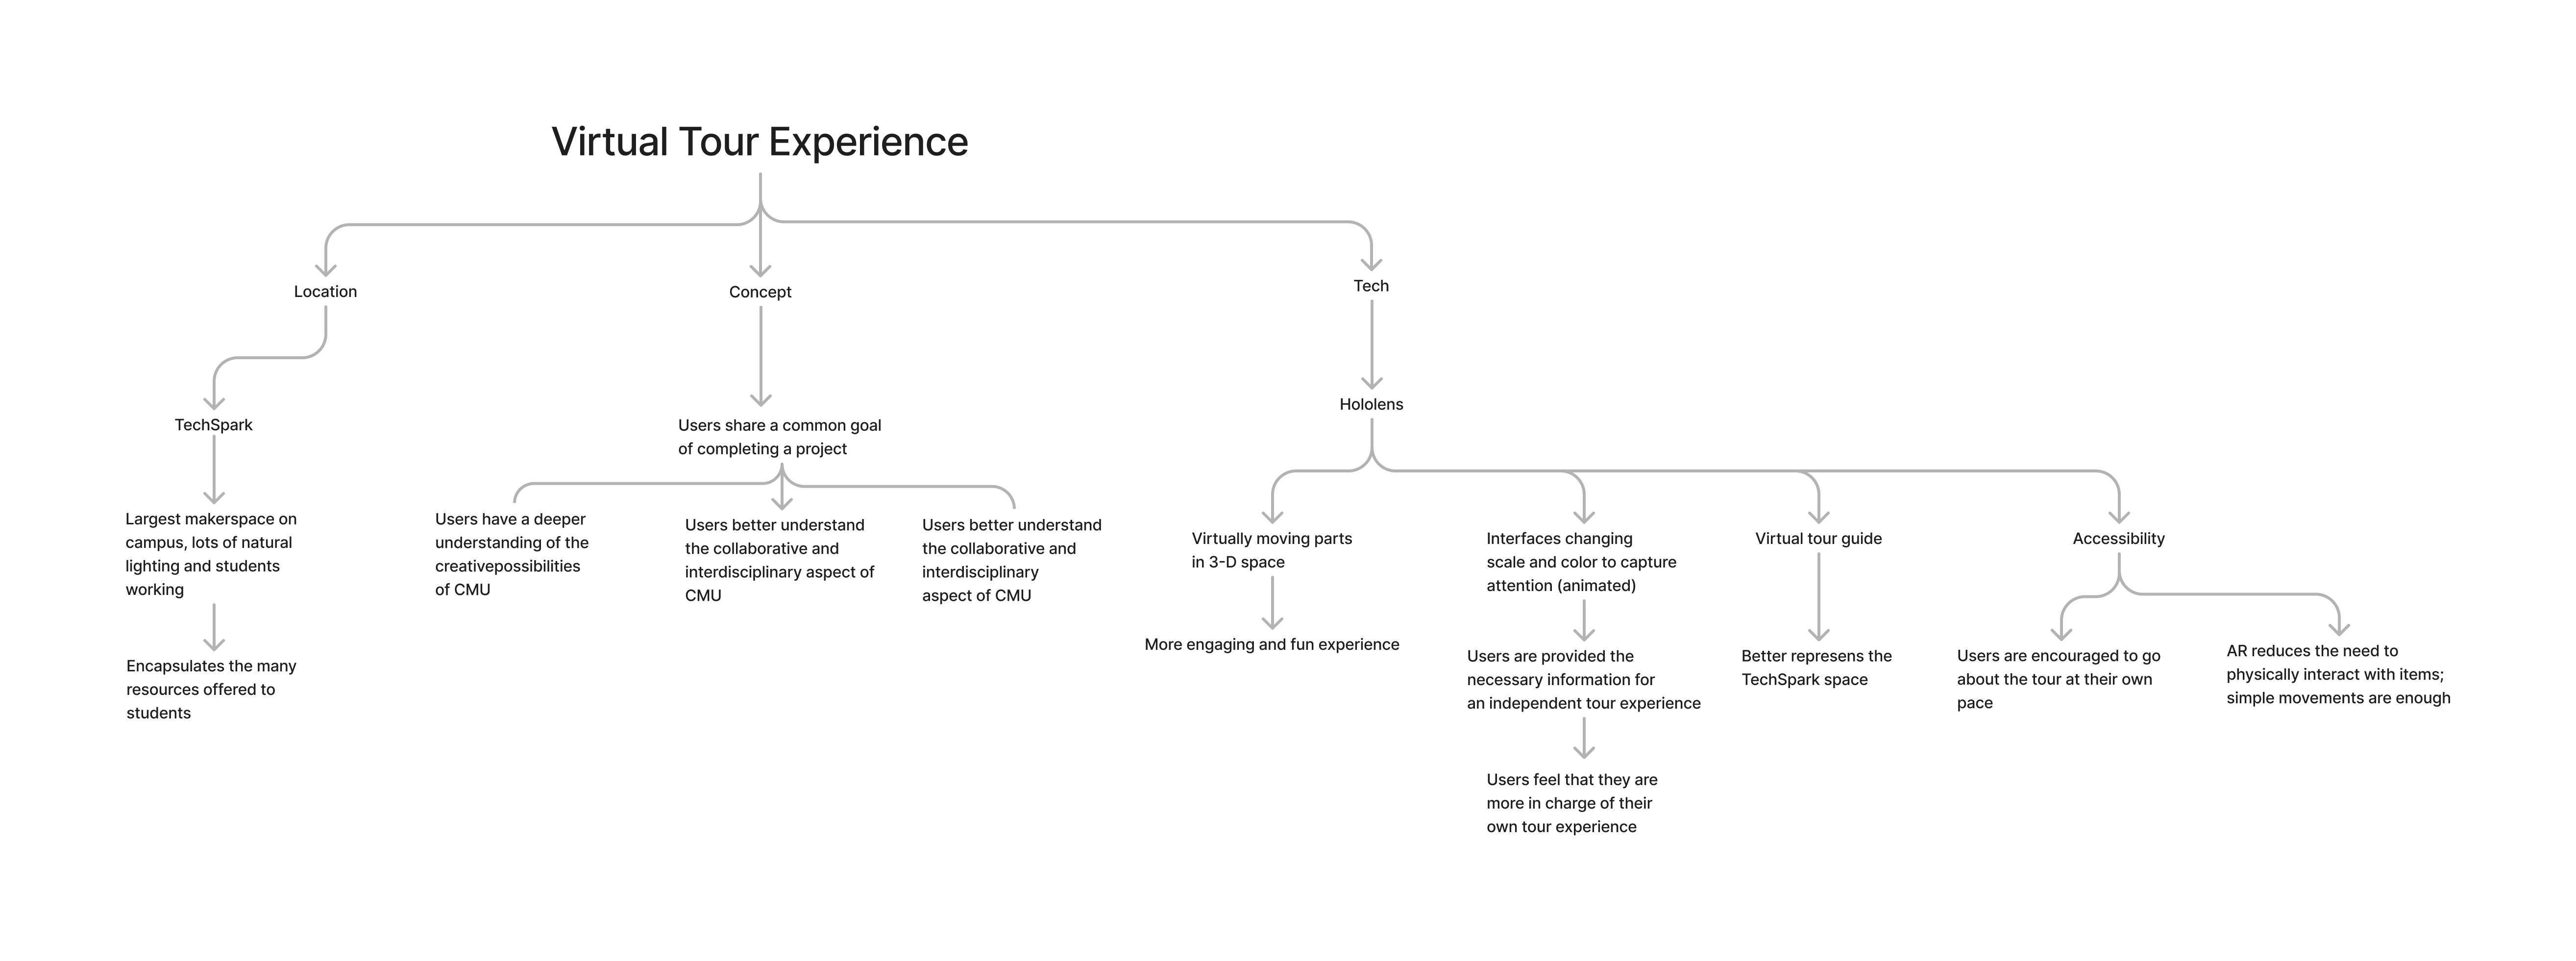 Virtual Tour Experience
Location
Concept
Tech
TechSpark
Users share a common goal
of completing a project
Hololens
Largest makerspace on
campus, lots of natural
lighting and students
working
Users have a deeper
understanding of the
creativepossibilities
of CMU
Users better understand
the collaborative and
interdisciplinary aspect of
CMU
Users better understand
the collaborative and
interdisciplinary
aspect of CMU
Virtually moving parts
in 3-D space
Interfaces changing
scale and color to capture
attention (animated)
Virtual tour guide
Accessibility
Encapsulates the many
resources offered to
students
More engaging and fun experience
Users are provided the
necessary information for
an independent tour experience
Better represens the
TechSpark space
Users are encouraged to go
about the tour at their own
pace
AR reduces the need to
physically interact with items;
simple movements are enough
Users feel that they are
more in charge of their
own tour experience